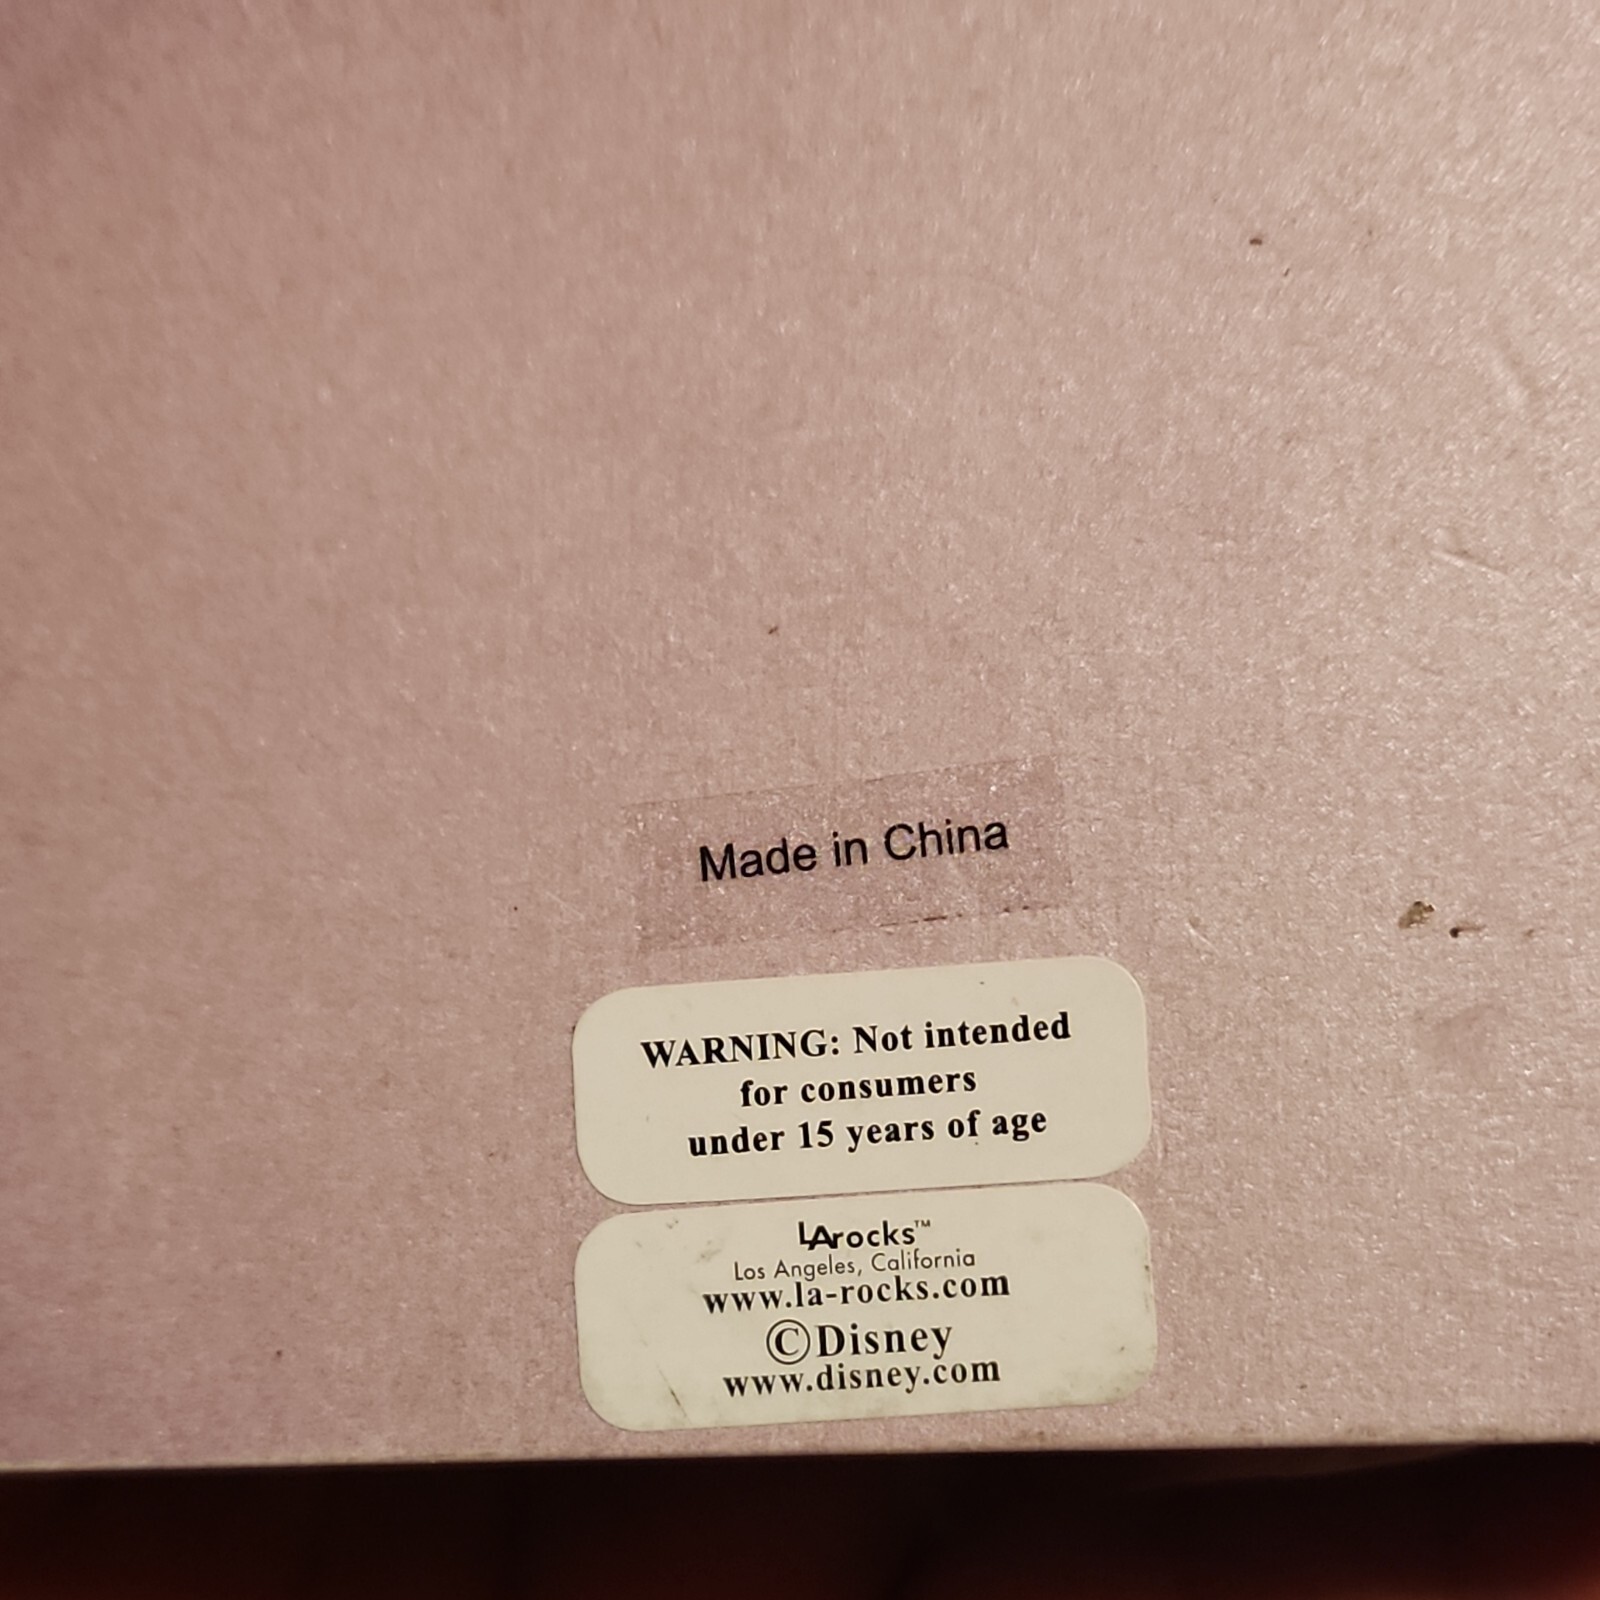 Made in China
WARNING: Not intended
for consumers
under 15 years of age
LArocks™
Los Angeles, California
www.la-rocks.com
©Disney
www.disney.com